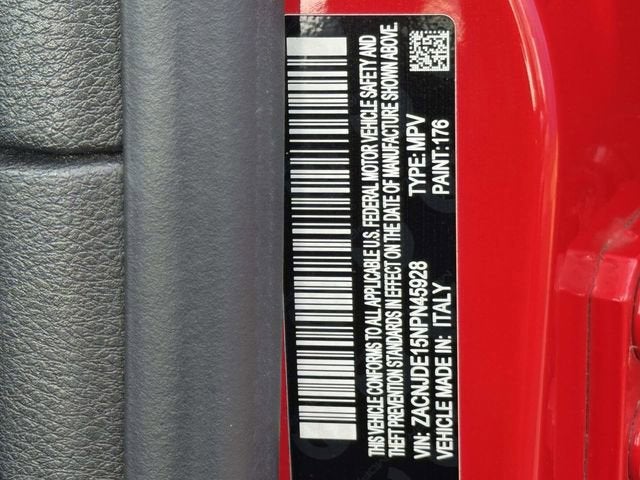 THIS VEHICLE CONFORMS TO ALL APPLICABLE U.S. FEDERAL MOTOR VEHICLE SAFETY AND
THEFT PREVENTION STANDARDS IN EFFECT ON THE DATE OF MANUFACTURE SHOWN ABOVE.
VIN: ZACNJDE15NPN45928 TYPE: MPV
VEHICLE MADE IN: ITALY PAINT: 176